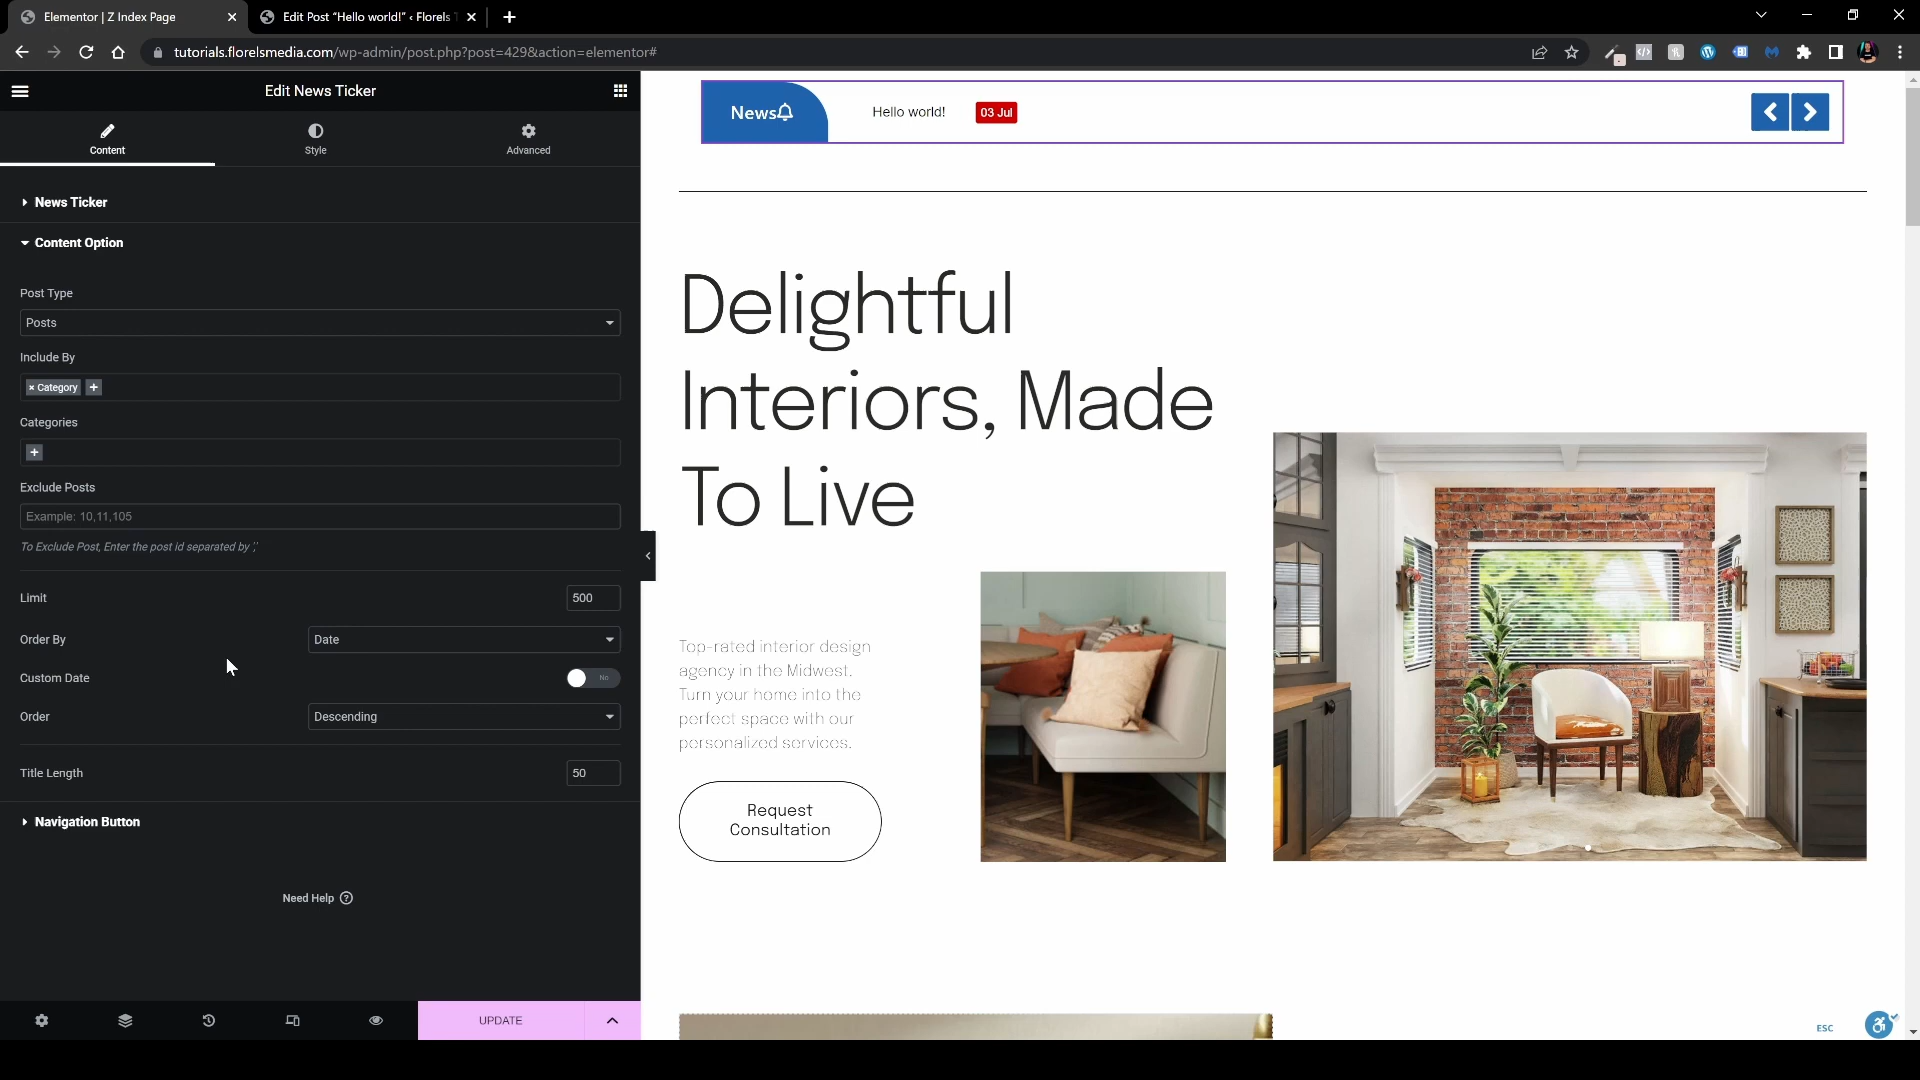 Elementor | Z Index Page
Edit Post "Hello world!" ‹ Florels T
tutorials.florelsmedia.com/wp-admin/post.php?post=429&action=elementor#
Edit News Ticker
Content
Style
Advanced
News Ticker
Content Option
Post Type
Posts
Include By
× Category +
Categories
+
Exclude Posts
Example: 10,11,105
To Exclude Post, Enter the post id separated by ','
Limit
500
Order By
Date
Custom Date
No
Order
Descending
Title Length
50
Navigation Button
Need Help ?
UPDATE
News
Hello world!
03 Jul
Delightful
Interiors, Made
To Live
Top-rated interior design
agency in the Midwest.
Turn your home into the
perfect space with our
personalized services.
Request
Consultation
ESC